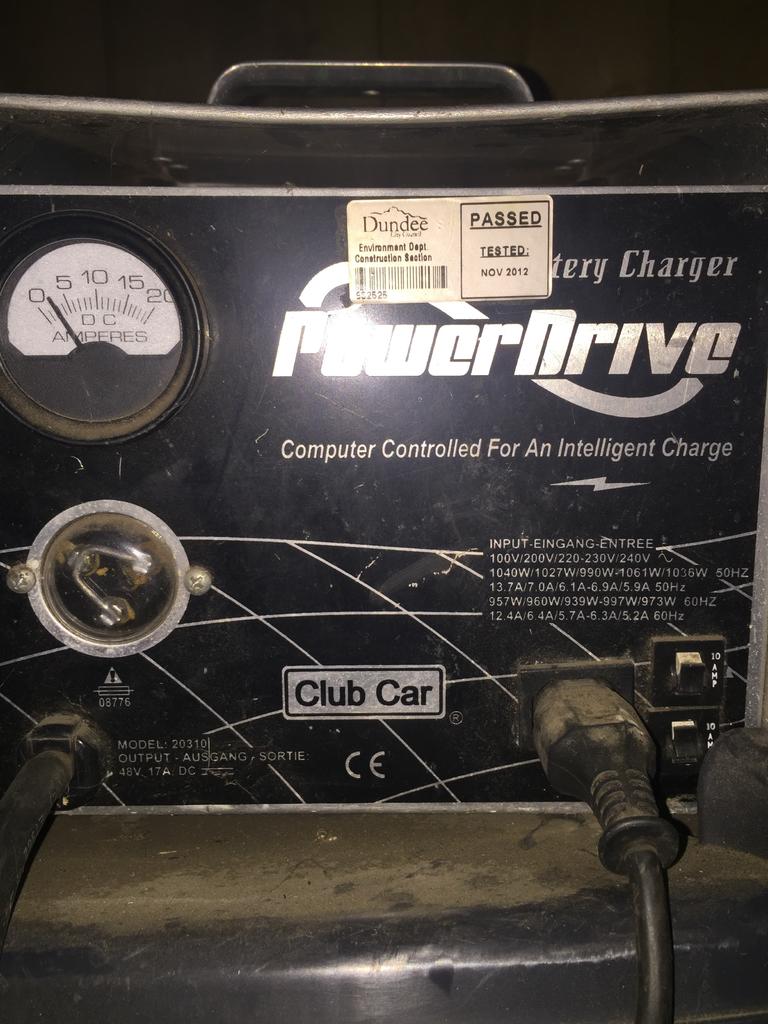 Dundee
City Council
Environment Dept.
Construction Section
PASSED
TESTED:
NOV 2012
tery Charger
PowerDrive
0 5 10 15 20
DC
AMPERES
Computer Controlled For An Intelligent Charge
INPUT-EINGANG-ENTREE
100V/200V/220-230V/240V
1040W/1027W/990W-1061W/1036W 50HZ
13.7A/7.0A/6.1A-6.9A/5.9A 50Hz
957W/960W/939W-997W/973W 60HZ
12.4A/6.4A/5.7A-6.3A/5.2A 60Hz
10 AMP
08776
Club Car ®
MODEL: 20310
OUTPUT - AUSGANG - SORTIE:
48V, 17A, DC
CE
10